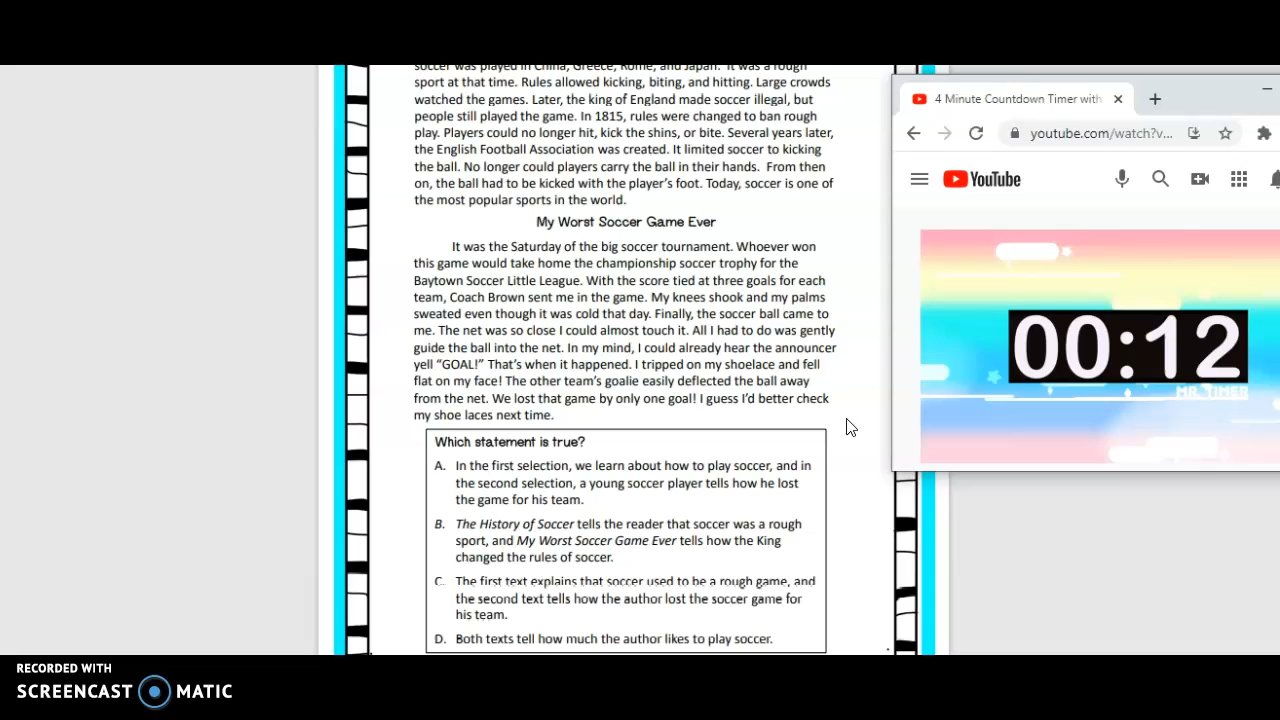 soccer was played in China, Greece, Rome, and Japan. It was a rough
sport at that time. Rules allowed kicking, biting, and hitting. Large crowds
watched the games. Later, the king of England made soccer illegal, but
people still played the game. In 1815, rules were changed to ban rough
play. Players could no longer hit, kick the shins, or bite. Several years later,
the English Football Association was created. It limited soccer to kicking
the ball. No longer could players carry the ball in their hands. From then
on, the ball had to be kicked with the player's foot. Today, soccer is one of
the most popular sports in the world.
My Worst Soccer Game Ever
It was the Saturday of the big soccer tournament. Whoever won
this game would take home the championship soccer trophy for the
Baytown Soccer Little League. With the score tied at three goals for each
team, Coach Brown sent me in the game. My knees shook and my palms
sweated even though it was cold that day. Finally, the soccer ball came to
me. The net was so close I could almost touch it. All I had to do was gently
guide the ball into the net. In my mind, I could already hear the announcer
yell "GOAL!" That's when it happened. I tripped on my shoelace and fell
flat on my face! The other team's goalie easily deflected the ball away
from the net. We lost that game by only one goal! I guess I'd better check
my shoe laces next time.
Which statement is true?
A. In the first selection, we learn about how to play soccer, and in
the second selection, a young soccer player tells how he lost
the game for his team.
B. The History of Soccer tells the reader that soccer was a rough
sport, and My Worst Soccer Game Ever tells how the King
changed the rules of soccer.
C. The first text explains that soccer used to be a rough game, and
the second text tells how the author lost the soccer game for
his team.
D. Both texts tell how much the author likes to play soccer.
4 Minute Countdown Timer with
youtube.com/watch?v...
YouTube
00:12
MR. TIMER
RECORDED WITH
SCREENCAST MATIC